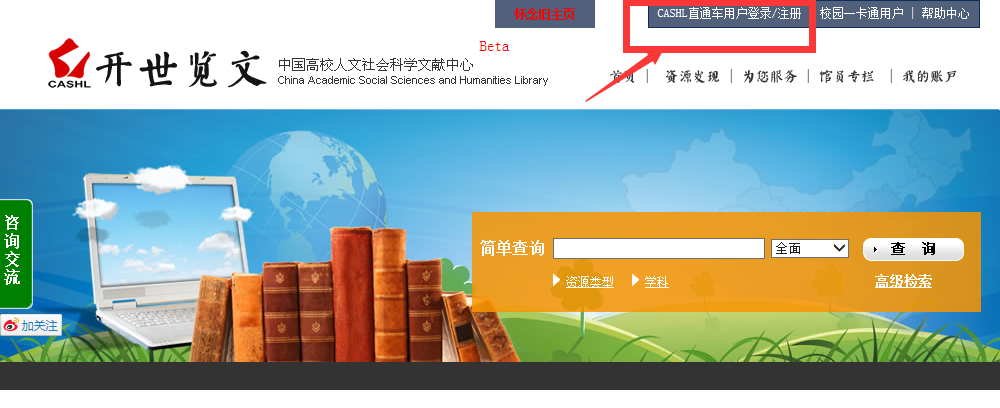 怀念旧主页
CASHL直通车用户登录/注册 校园一卡通用户 | 帮助中心
Beta
CASHL
开世览文
中国高校人文社会科学文献中心
China Academic Social Sciences and Humanities Library
首页 | 资源发现 | 为您服务 | 馆员专栏 | 我的账户
咨询交流
加关注
简单查询 全面 查 询
资源类型 学科 高级检索